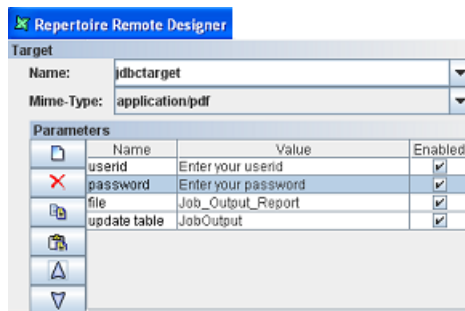 Repertoire Remote Designer
Target
Name: jdbctarget
Mime-Type: application/pdf
Parameters
Name Value Enabled
userid Enter your userid
password Enter your password
file Job_Output_Report
update table JobOutput